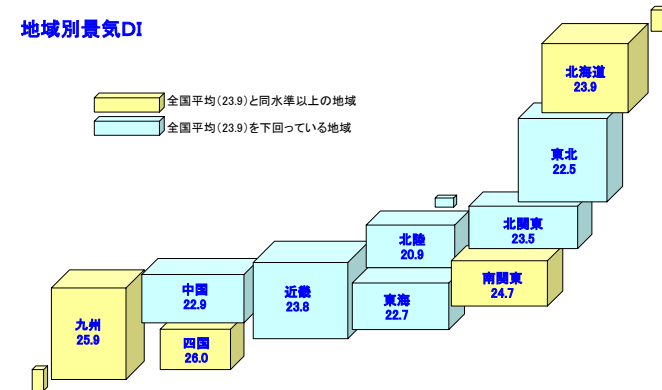 地域別景気DI
全国平均(23.9)と同水準以上の地域
全国平均(23.9)を下回っている地域
北海道
23.9
東北
22.5
北関東
23.5
北陸
20.9
南関東
24.7
東海
22.7
近畿
23.8
中国
22.9
四国
26.0
九州
25.9